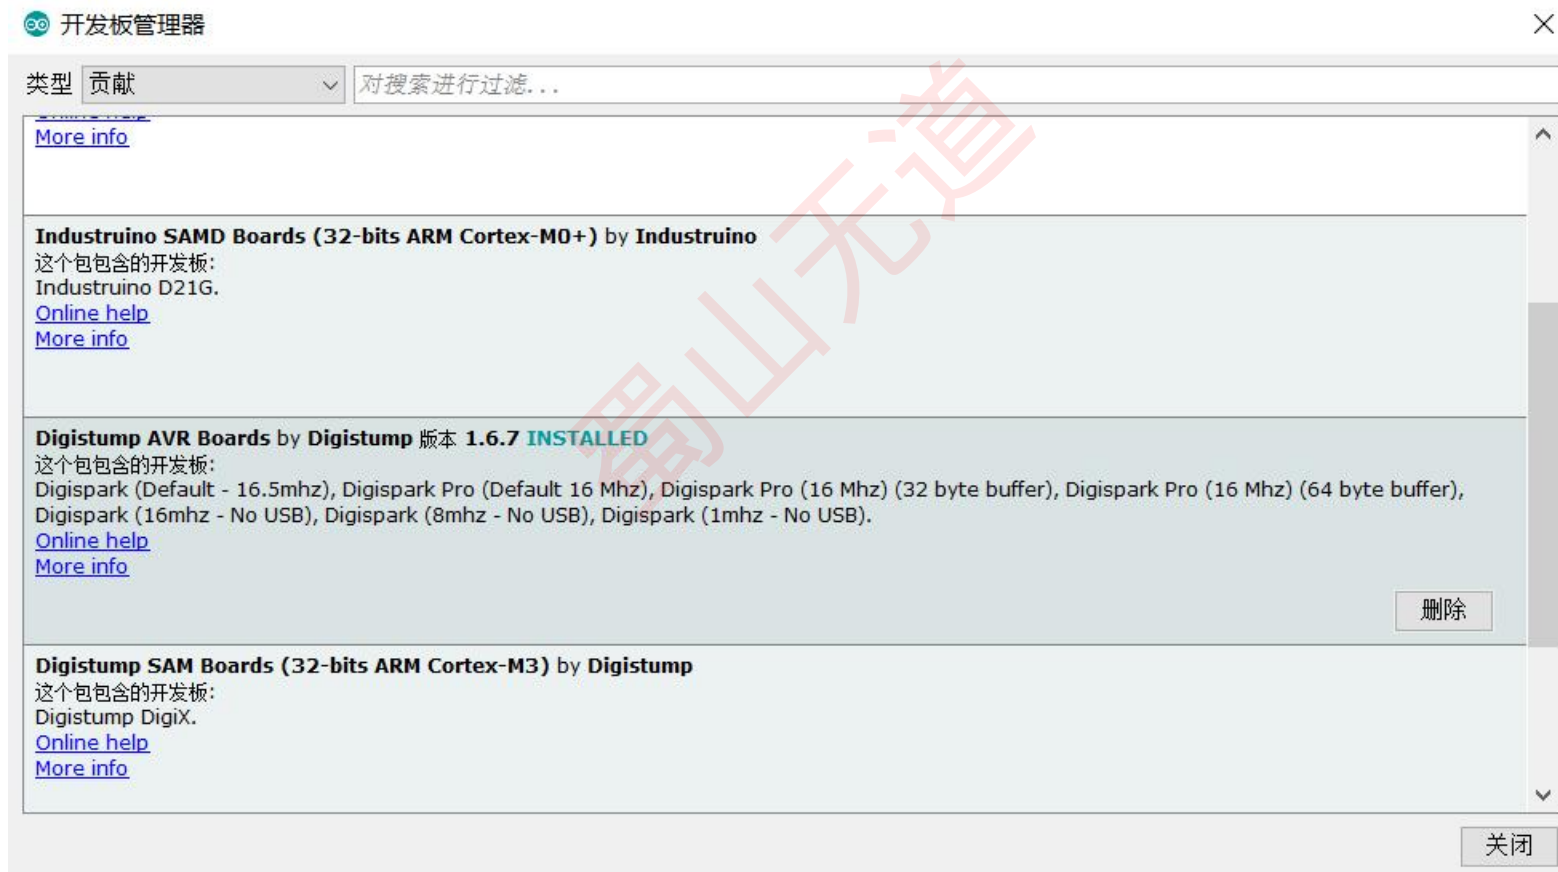 开发板管理器
类型 贡献 对搜索进行过滤...
More info
Industruino SAMD Boards (32-bits ARM Cortex-M0+) by Industruino
这个包包含的开发板:
Industruino D21G.
Online help
More info
Digistump AVR Boards by Digistump 版本 1.6.7 INSTALLED
这个包包含的开发板:
Digispark (Default - 16.5mhz), Digispark Pro (Default 16 Mhz), Digispark Pro (16 Mhz) (32 byte buffer), Digispark Pro (16 Mhz) (64 byte buffer),
Digispark (16mhz - No USB), Digispark (8mhz - No USB), Digispark (1mhz - No USB).
Online help
More info
删除
Digistump SAM Boards (32-bits ARM Cortex-M3) by Digistump
这个包包含的开发板:
Digistump DigiX.
Online help
More info
关闭
蜀山无道